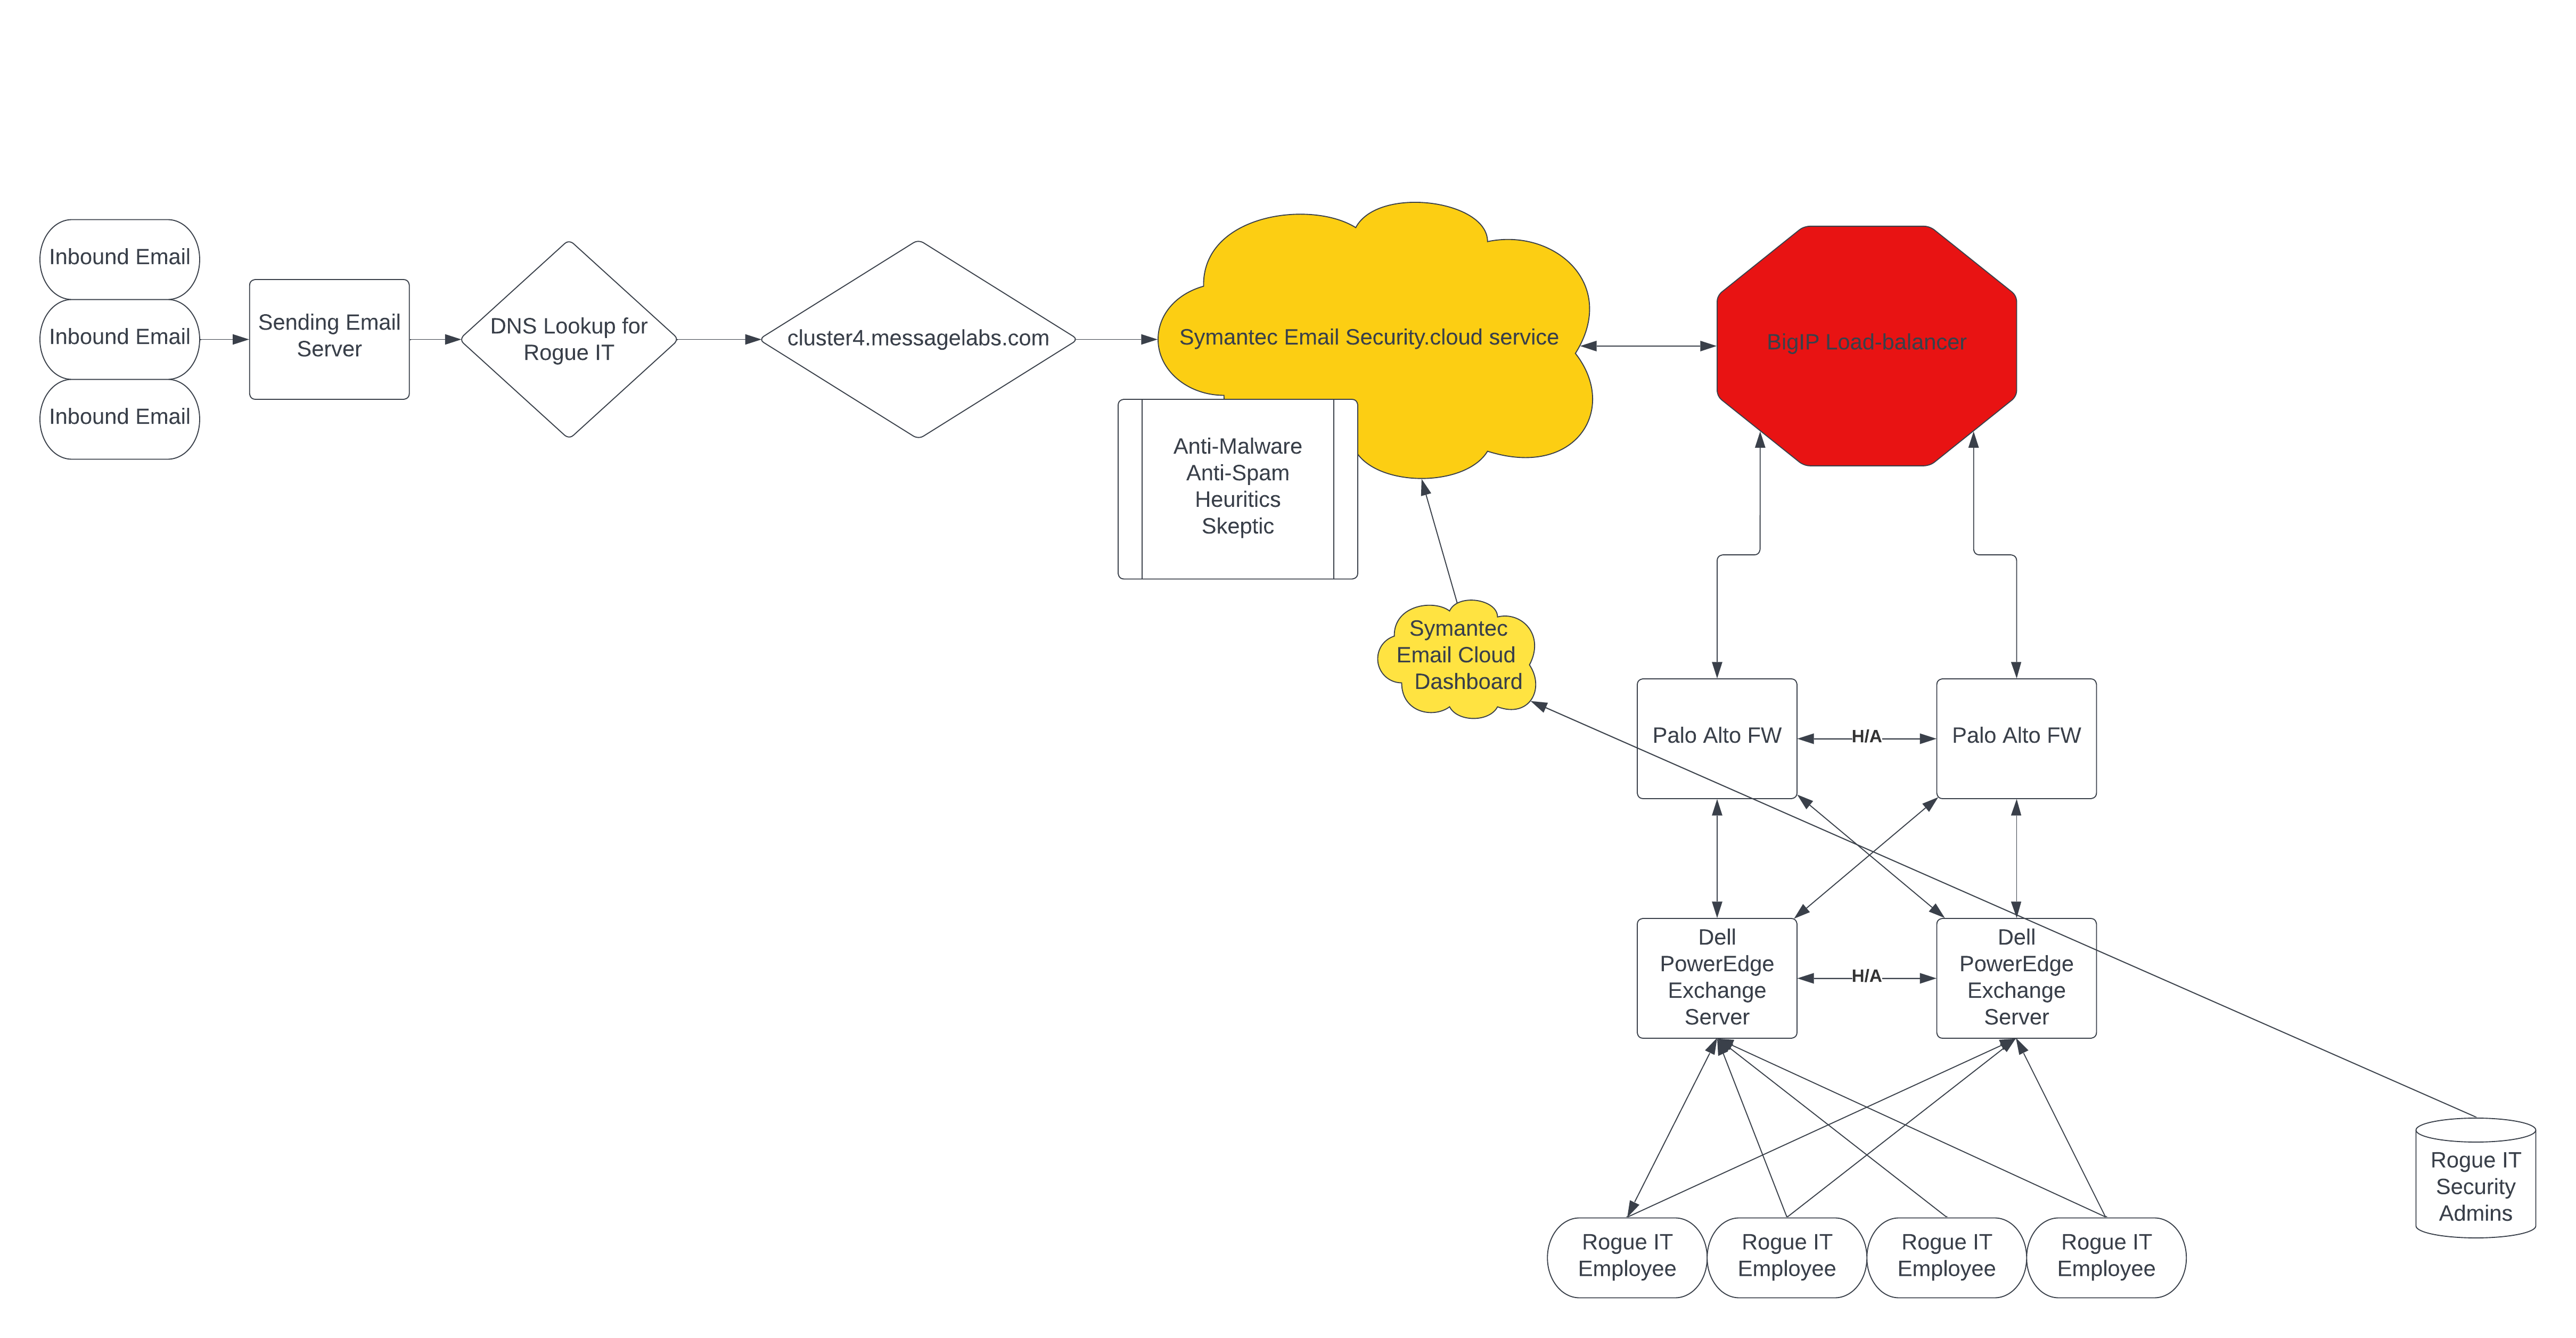 Inbound Email
Inbound Email
Inbound Email
Sending Email
Server
DNS Lookup for
Rogue IT
cluster4.messagelabs.com
Symantec Email Security.cloud service
BigIP Load-balancer
Anti-Malware
Anti-Spam
Heuritics
Skeptic
Symantec
Email Cloud
Dashboard
Palo Alto FW
H/A
Palo Alto FW
Dell
PowerEdge
Exchange
Server
H/A
Dell
PowerEdge
Exchange
Server
Rogue IT
Security
Admins
Rogue IT
Employee
Rogue IT
Employee
Rogue IT
Employee
Rogue IT
Employee